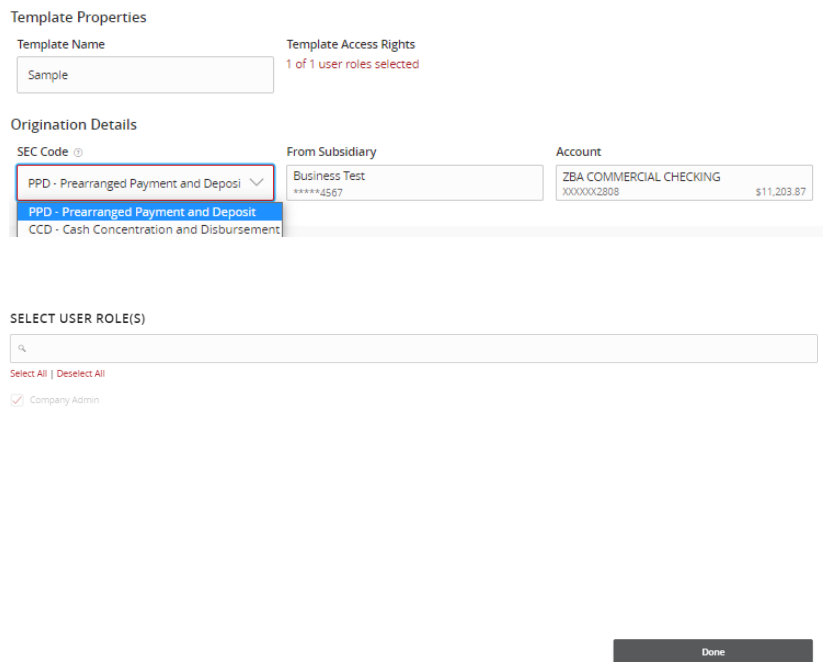 Template Properties
Template Name
Template Access Rights
Sample
1 of 1 user roles selected
Origination Details
SEC Code
From Subsidiary
Account
PPD - Prearranged Payment and Deposi
Business Test
*****4567
ZBA COMMERCIAL CHECKING
XXXXXX2808 $11,203.87
PPD - Prearranged Payment and Deposit
CCD - Cash Concentration and Disbursement
SELECT USER ROLE(S)
Select All | Deselect All
Company Admin
Done